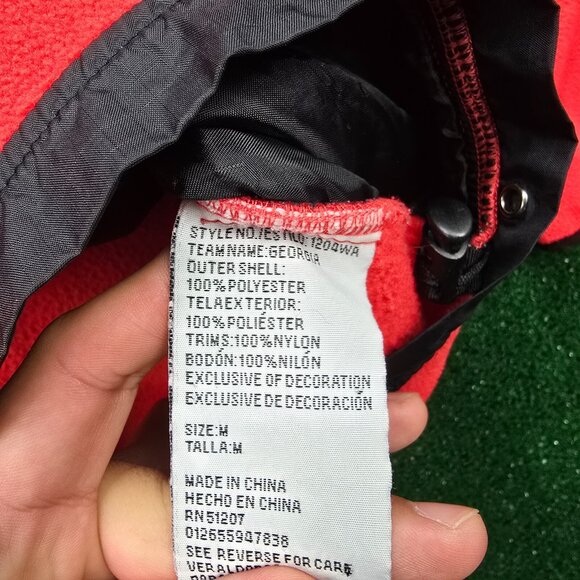 TEAM NAME: GEORGIA
OUTER SHELL:
100% POLYESTER
TELA EXTERIOR:
100% POLIÉSTER
TRIMS: 100% NYLON
BODÓN: 100% NILÓN
EXCLUSIVE OF DECORATION
EXCLUSIVE DE DECORACIÓN
SIZE: M
TALLA: M
MADE IN CHINA
HECHO EN CHINA
RN 51207
012655947838
SEE REVERSE FOR CARE